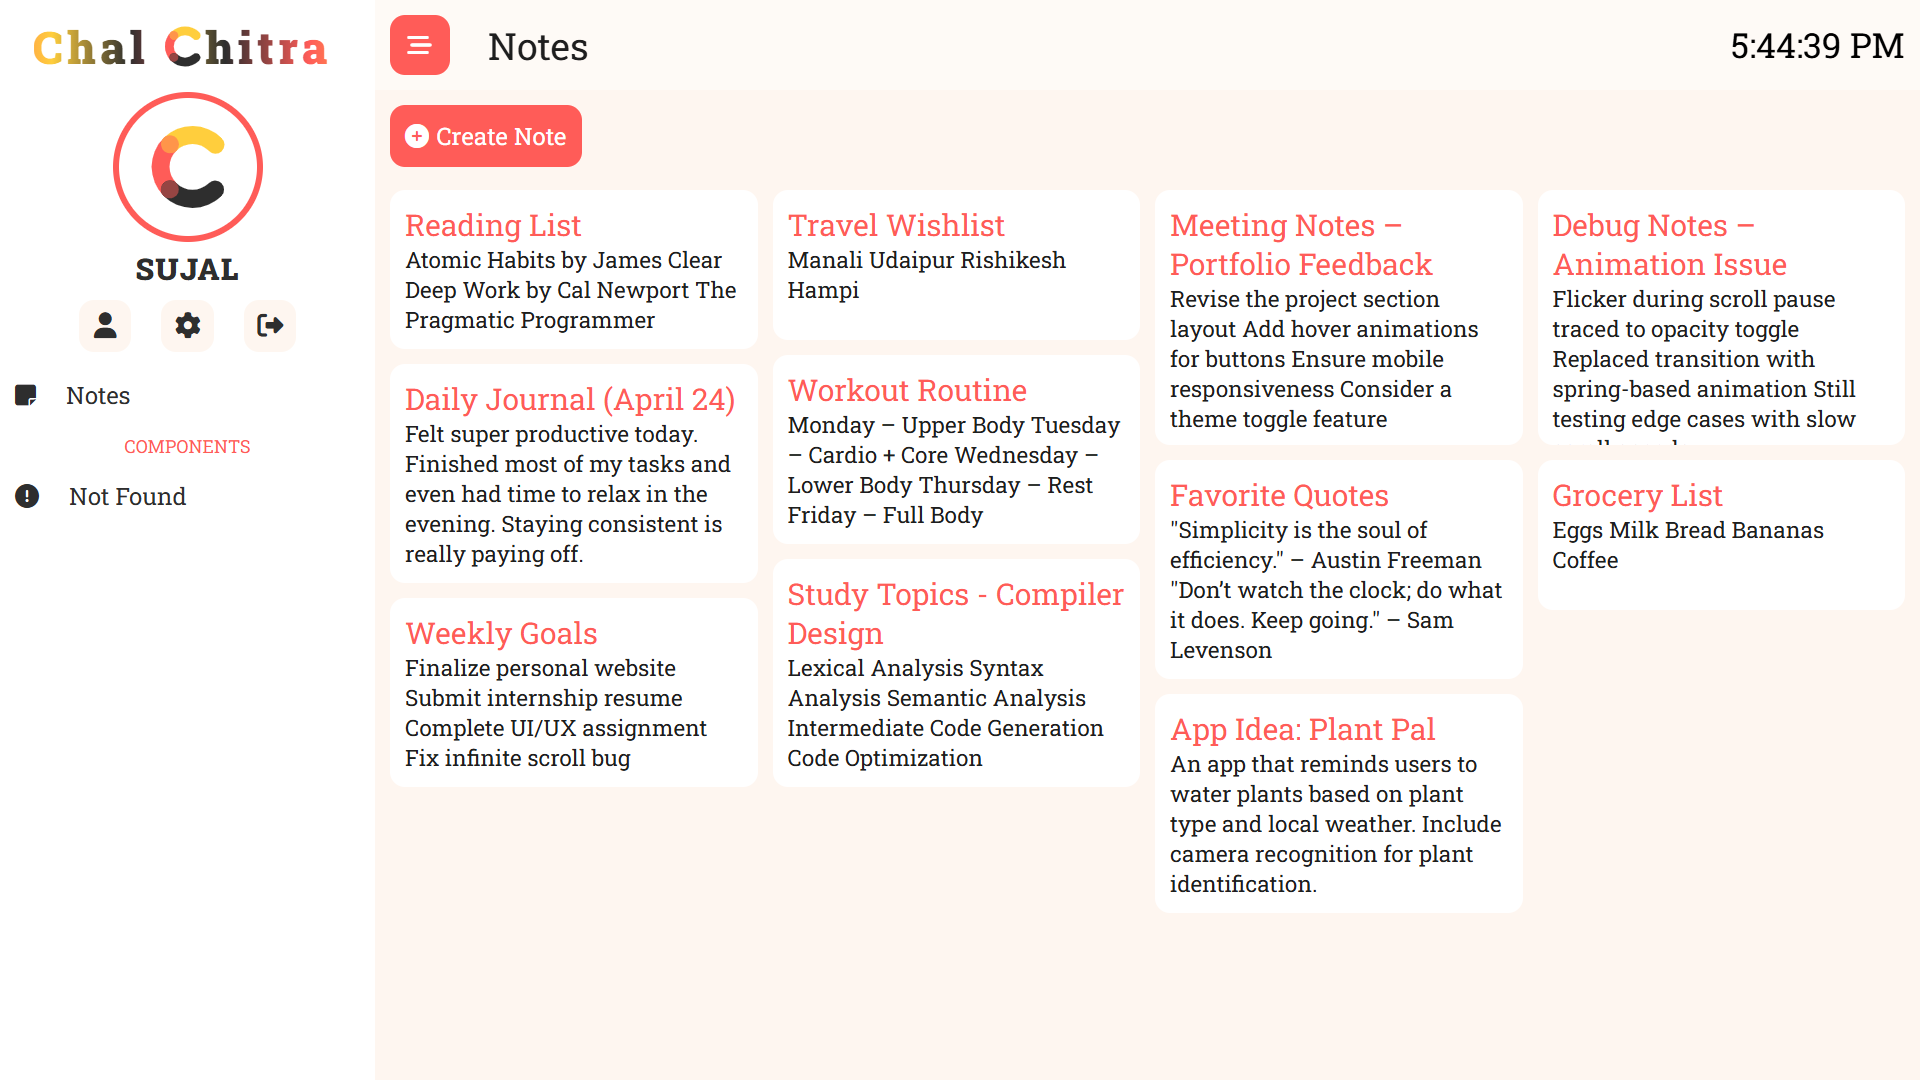 Chal Chitra
SUJAL
Notes
COMPONENTS
Not Found
Notes
5:44:39 PM
Create Note
Reading List
Atomic Habits by James Clear
Deep Work by Cal Newport The
Pragmatic Programmer
Daily Journal (April 24)
Felt super productive today.
Finished most of my tasks and
even had time to relax in the
evening. Staying consistent is
really paying off.
Weekly Goals
Finalize personal website
Submit internship resume
Complete UI/UX assignment
Fix infinite scroll bug
Travel Wishlist
Manali Udaipur Rishikesh
Hampi
Workout Routine
Monday – Upper Body Tuesday
– Cardio + Core Wednesday –
Lower Body Thursday – Rest
Friday – Full Body
Study Topics - Compiler
Design
Lexical Analysis Syntax
Analysis Semantic Analysis
Intermediate Code Generation
Code Optimization
Meeting Notes –
Portfolio Feedback
Revise the project section
layout Add hover animations
for buttons Ensure mobile
responsiveness Consider a
theme toggle feature
Favorite Quotes
"Simplicity is the soul of
efficiency." – Austin Freeman
"Don’t watch the clock; do what
it does. Keep going." – Sam
Levenson
App Idea: Plant Pal
An app that reminds users to
water plants based on plant
type and local weather. Include
camera recognition for plant
identification.
Debug Notes –
Animation Issue
Flicker during scroll pause
traced to opacity toggle
Replaced transition with
spring-based animation Still
testing edge cases with slow
Grocery List
Eggs Milk Bread Bananas
Coffee